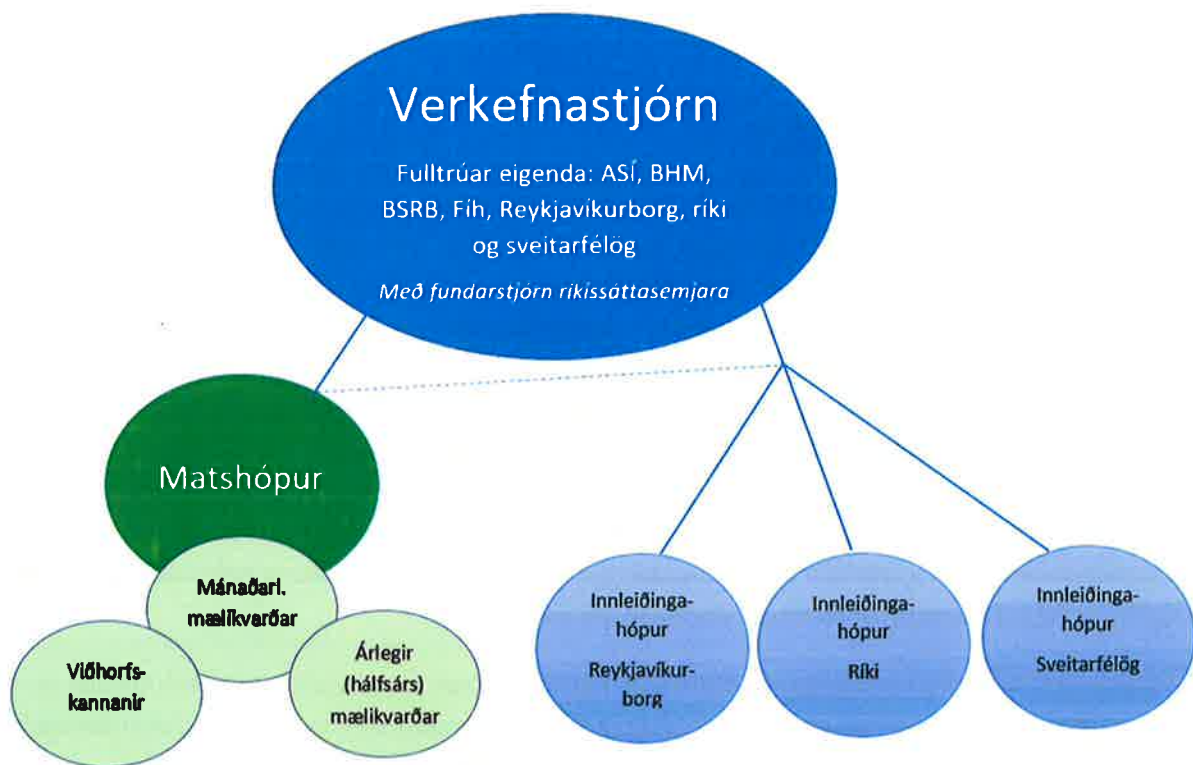 Verkefnastjórn
Fulltrúar eigenda: ASÍ, BHM,
BSRB, Fíh, Reykjavíkurborg, ríki
og sveitarfélög
Með fundarstjórn ríkissáttasemjara
Matshópur
Mánaðarl.
mælikvarðar
Viðhorfs-
kannanir
Árlegir
(hálfsárs)
mælikvarðar
Innleiðinga-
hópur
Reykjavíkur-
borg
Innleiðinga-
hópur
Ríki
Innleiðinga-
hópur
Sveitarfélög